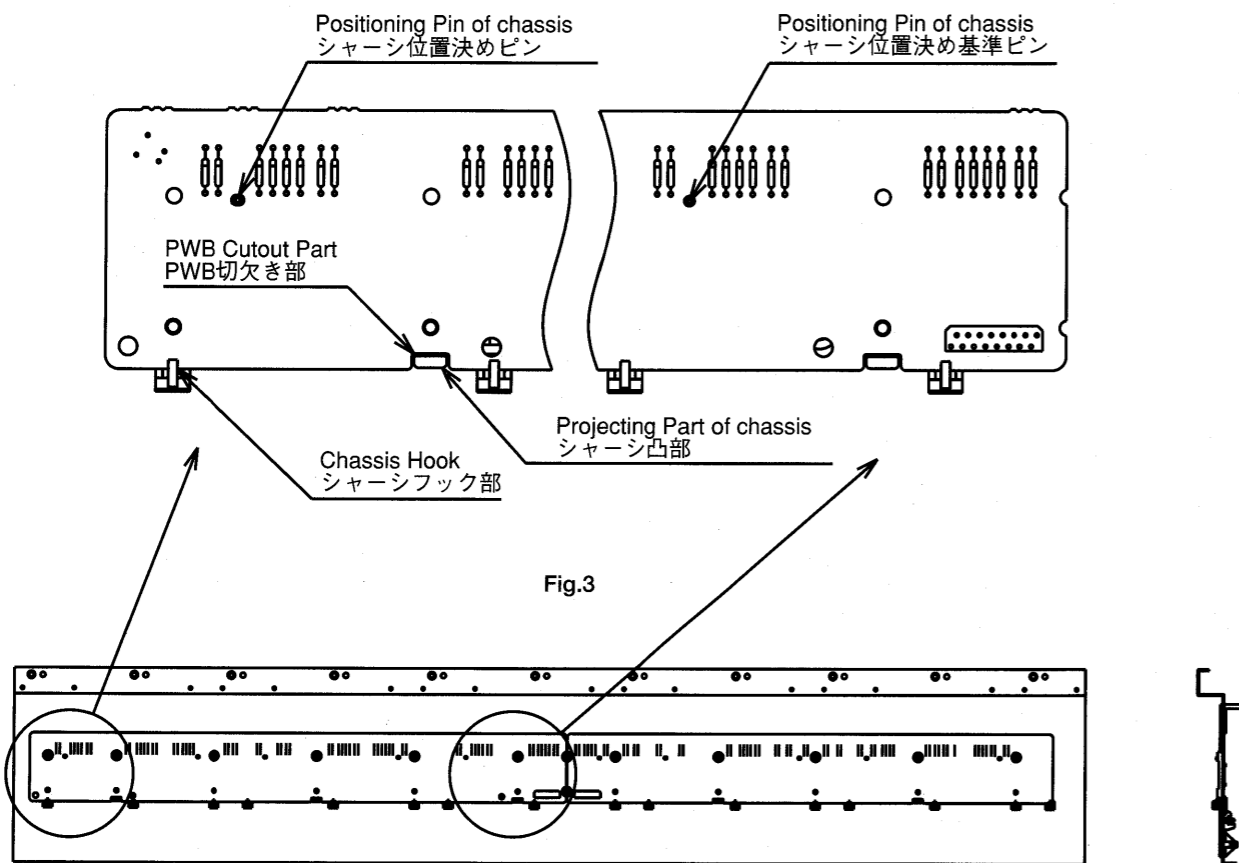 Positioning Pin of chassis
シャーシ位置決めピン
Positioning Pin of chassis
シャーシ位置決め基準ピン
PWB Cutout Part
PWB切欠き部
Projecting Part of chassis
シャーシ凸部
Chassis Hook
シャーシフック部
Fig.3